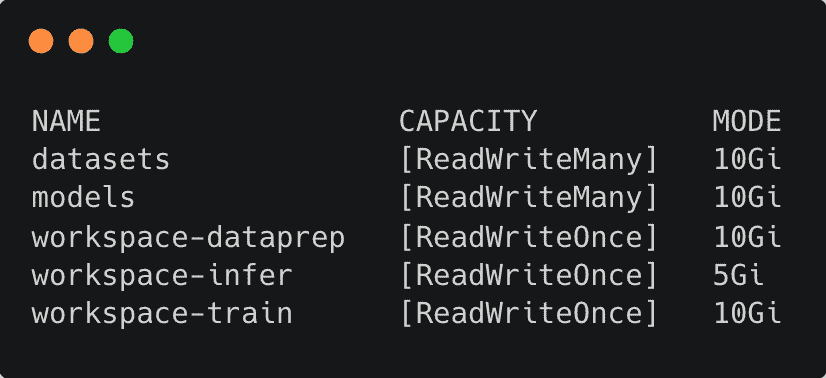 NAME                 CAPACITY          MODE
datasets             [ReadWriteMany]   10Gi
models               [ReadWriteMany]   10Gi
workspace-dataprep   [ReadWriteOnce]   10Gi
workspace-infer      [ReadWriteOnce]   5Gi
workspace-train      [ReadWriteOnce]   10Gi